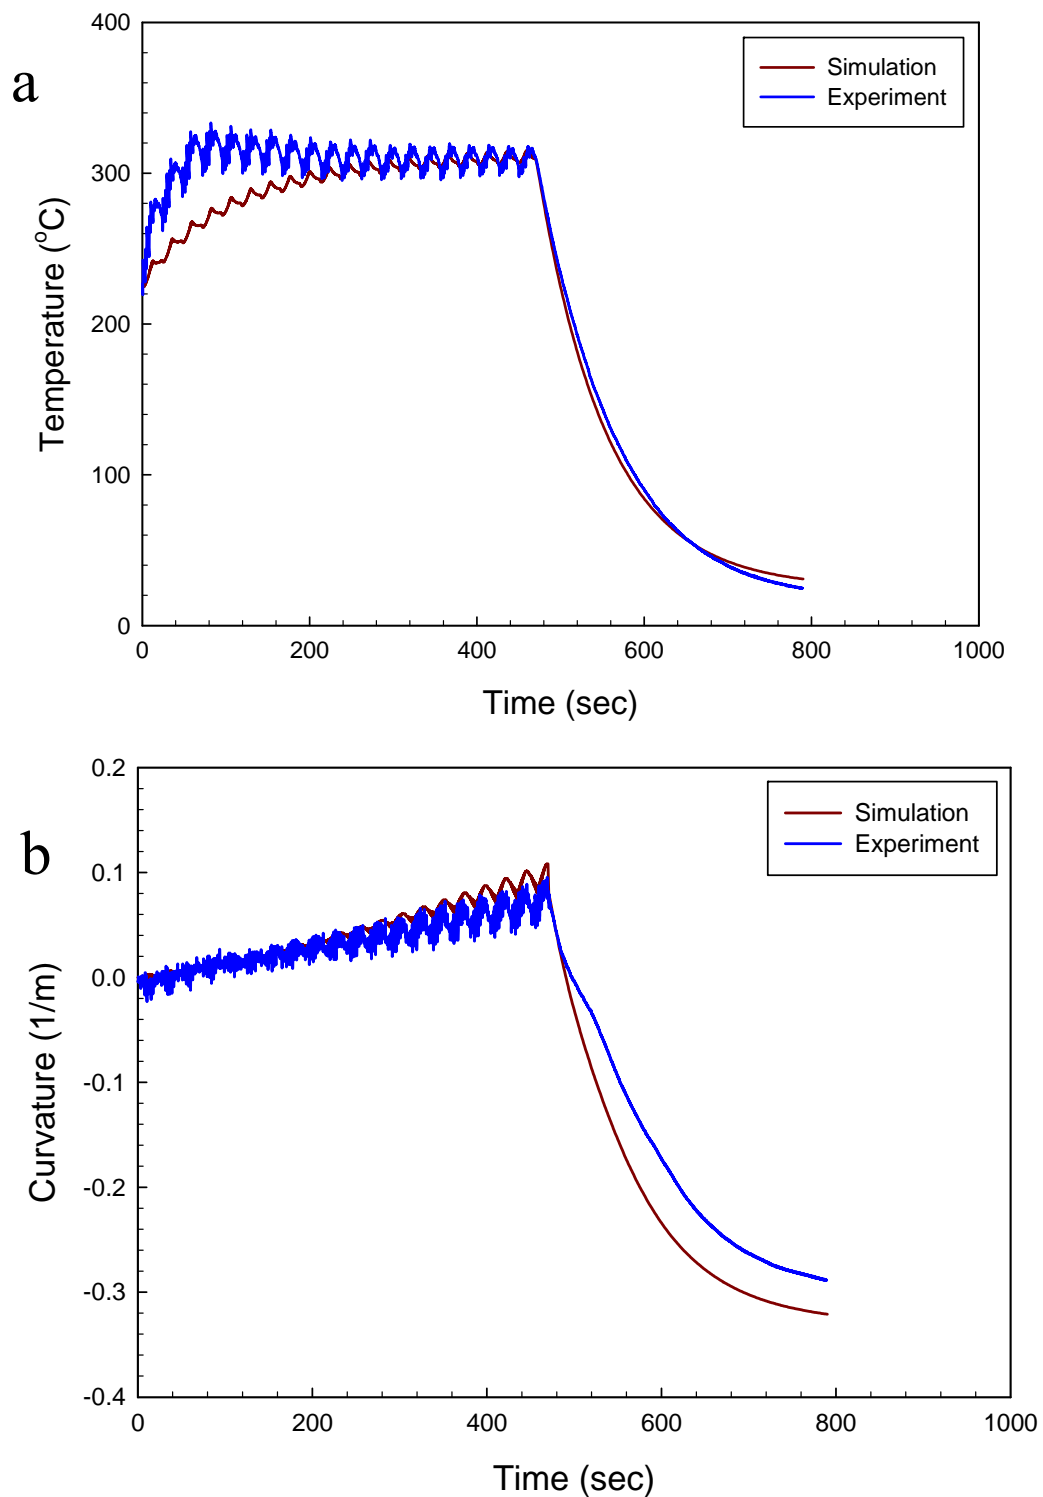 a
400
300
200
100
0
Temperature (°C)
Simulation
Experiment
0 200 400 600 800 1000
Time (sec)
b
0.2
0.1
0.0
-0.1
-0.2
-0.3
-0.4
Curvature (1/m)
Simulation
Experiment
0 200 400 600 800 1000
Time (sec)